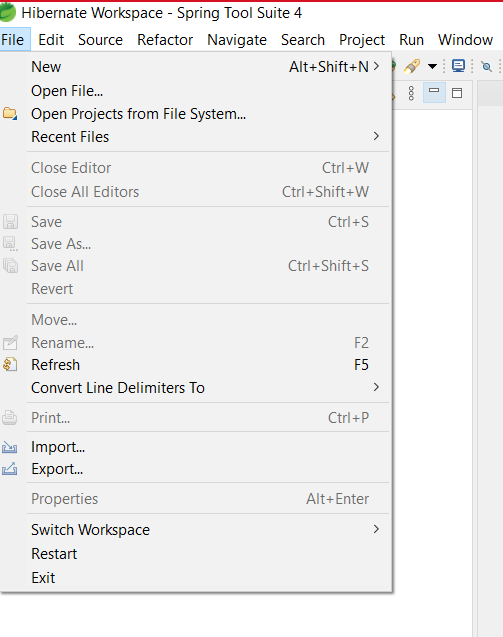 Hibernate Workspace - Spring Tool Suite 4
File Edit Source Refactor Navigate Search Project Run Window
New Alt+Shift+N
Open File...
Open Projects from File System...
Recent Files
Close Editor Ctrl+W
Close All Editors Ctrl+Shift+W
Save Ctrl+S
Save As...
Save All Ctrl+Shift+S
Revert
Move...
Rename... F2
Refresh F5
Convert Line Delimiters To
Print... Ctrl+P
Import...
Export...
Properties Alt+Enter
Switch Workspace
Restart
Exit